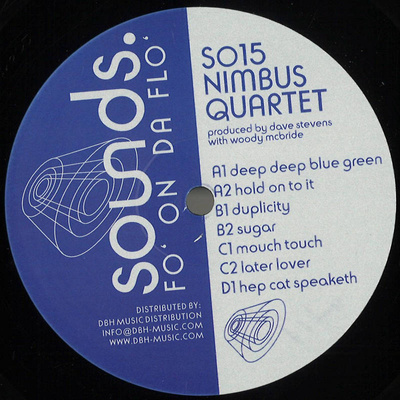 sounds.
FO' ON DA FLO'
DISTRIBUTED BY:
DBH MUSIC DISTRIBUTION
INFO@DBH-MUSIC.COM
WWW.DBH-MUSIC.COM
SO15
NIMBUS
QUARTET
produced by dave stevens
with woody mcbride
A1 deep deep blue green
A2 hold on to it
B1 duplicity
B2 sugar
C1 mouch touch
C2 later lover
D1 hep cat speaketh